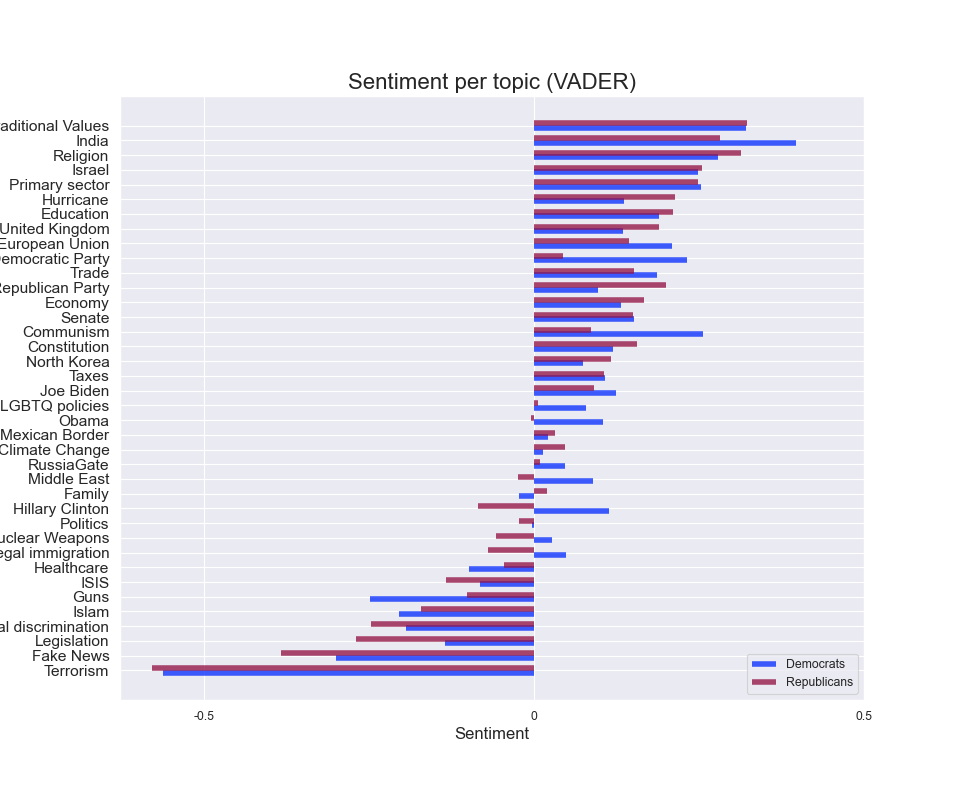 Sentiment per topic (VADER)
aditional Values
India
Religion
Israel
Primary sector
Hurricane
Education
United Kingdom
European Union
emocratic Party
Trade
epublican Party
Economy
Senate
Communism
Constitution
North Korea
Taxes
Joe Biden
LGBTQ policies
Obama
Mexican Border
Climate Change
RussiaGate
Middle East
Family
Hillary Clinton
Politics
uclear Weapons
egal immigration
Healthcare
ISIS
Guns
Islam
al discrimination
Legislation
Fake News
Terrorism
Democrats
Republicans
-0.5 0 0.5
Sentiment